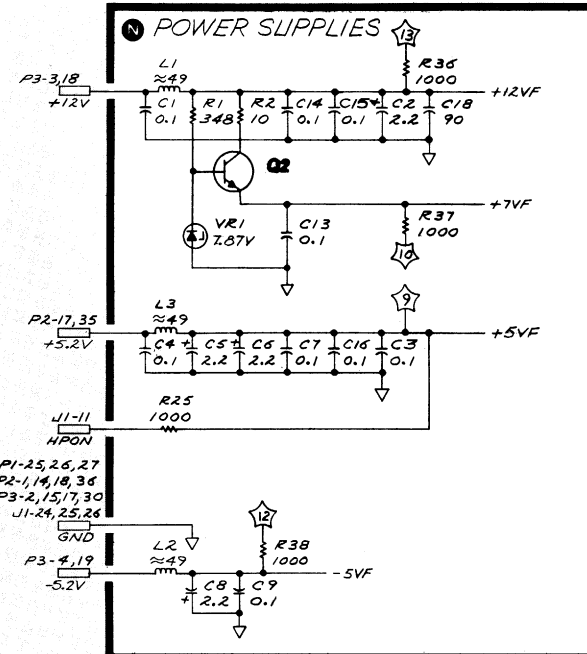 N POWER SUPPLIES
13
R36
1000
L1
≈49
P3-3,18
+12V
C1
0.1
R1
348
R2
10
C14
0.1
C15
0.1
+ C2
2.2
C18
90
+12VF
Q2
+7VF
VR1
7.87V
C13
0.1
R37
1000
10
9
L3
≈49
P2-17,35
+5.2V
C4
0.1
+ C5
2.2
+ C6
2.2
C7
0.1
C16
0.1
C3
0.1
+5VF
R25
1000
J1-11
HPON
P1-25,26,27
P2-1,14,18,36
P3-2,15,17,30
J1-24,25,26
GND
12
R38
1000
L2
≈49
P3-4,19
-5.2V
C8
+ 2.2
C9
0.1
-5VF